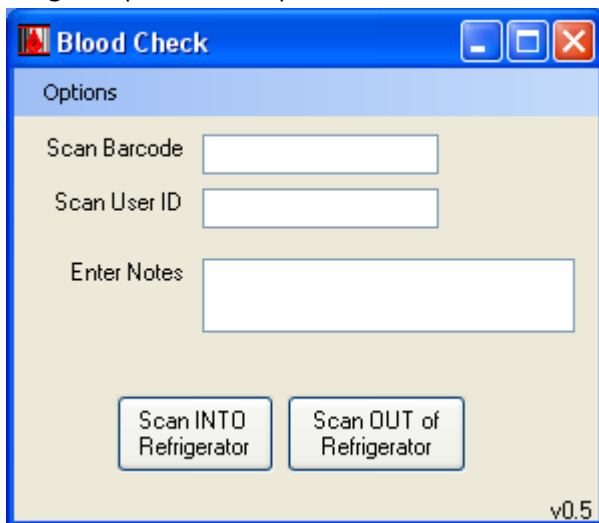 Blood Check
Options
Scan Barcode
Scan User ID
Enter Notes
Scan INTO
Refrigerator
Scan OUT of
Refrigerator
v0.5